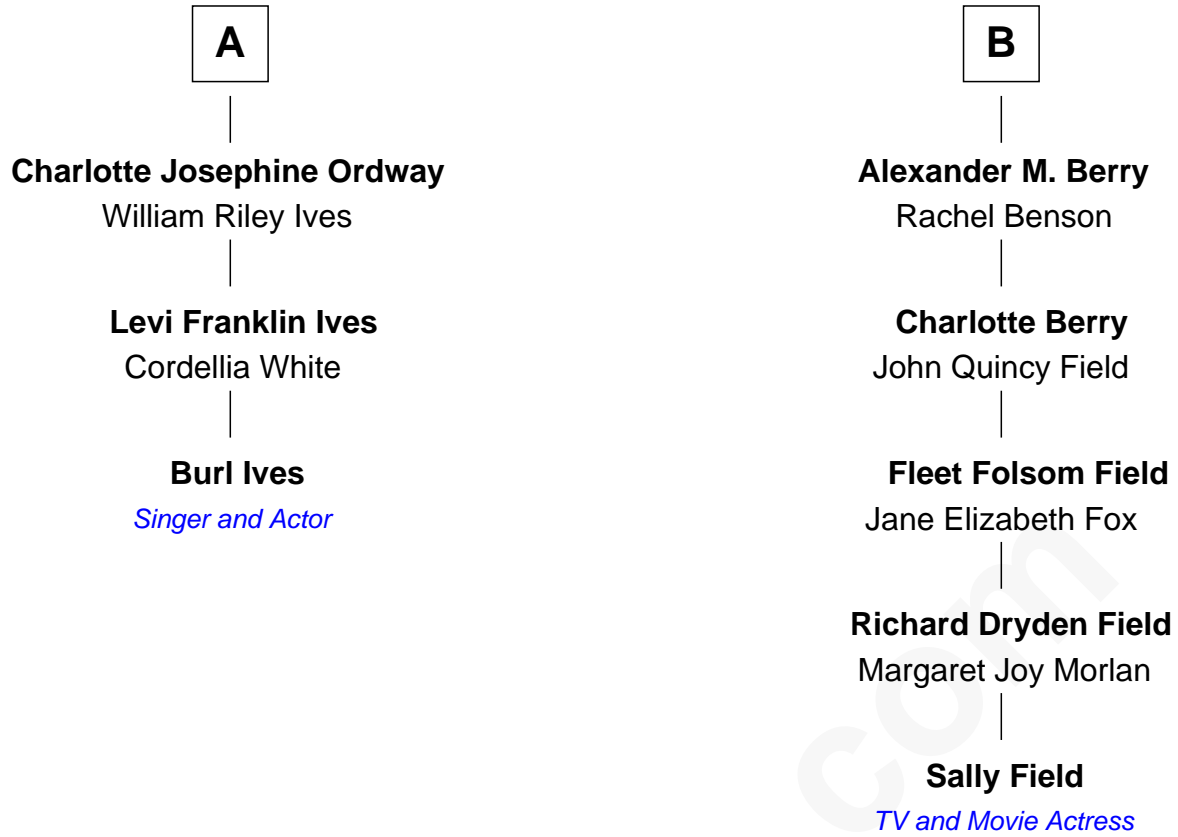 A
Charlotte Josephine Ordway
William Riley Ives
Levi Franklin Ives
Cordellia White
Burl Ives
Singer and Actor
B
Alexander M. Berry
Rachel Benson
Charlotte Berry
John Quincy Field
Fleet Folsom Field
Jane Elizabeth Fox
Richard Dryden Field
Margaret Joy Morlan
Sally Field
TV and Movie Actress
com